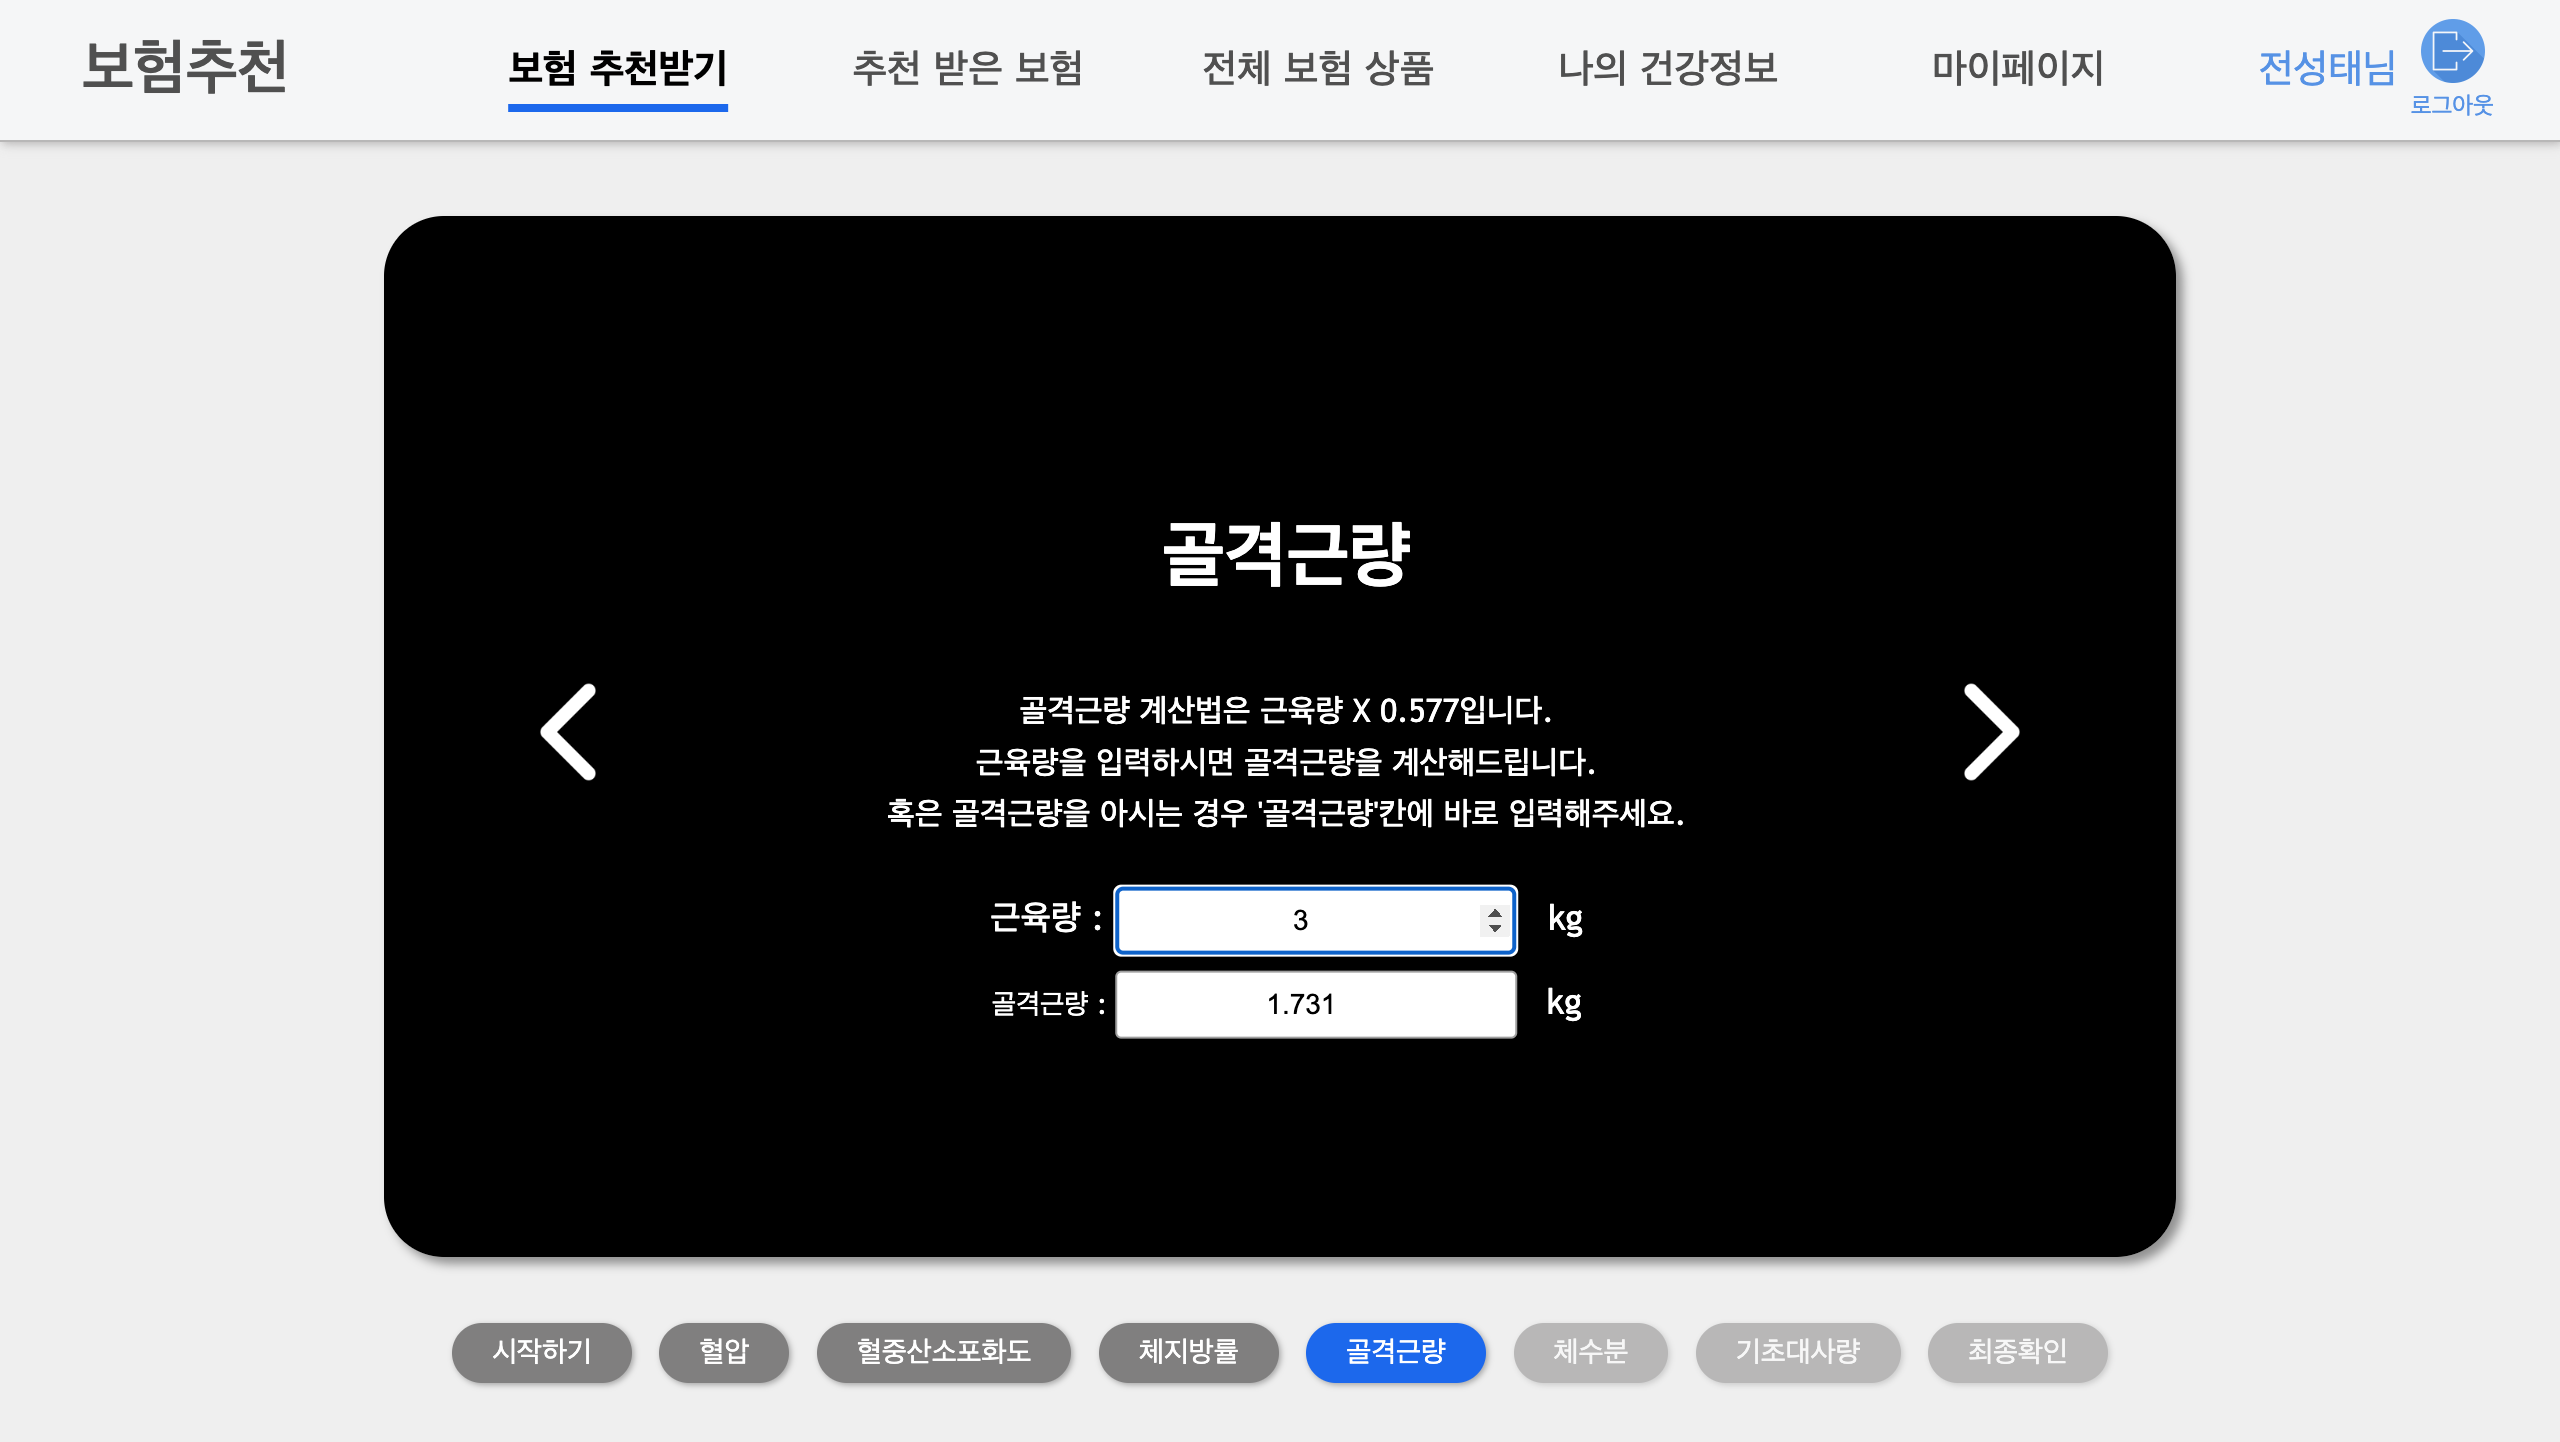 보험추천
보험 추천받기
추천 받은 보험
전체 보험 상품
나의 건강정보
마이페이지
전성태님
로그아웃
골격근량
골격근량 계산법은 근육량 X 0.577입니다.
근육량을 입력하시면 골격근량을 계산해드립니다.
혹은 골격근량을 아시는 경우 '골격근량'칸에 바로 입력해주세요.
근육량 : 3 kg
골격근량 : 1.731 kg
시작하기
혈압
혈중산소포화도
체지방률
골격근량
체수분
기초대사량
최종확인